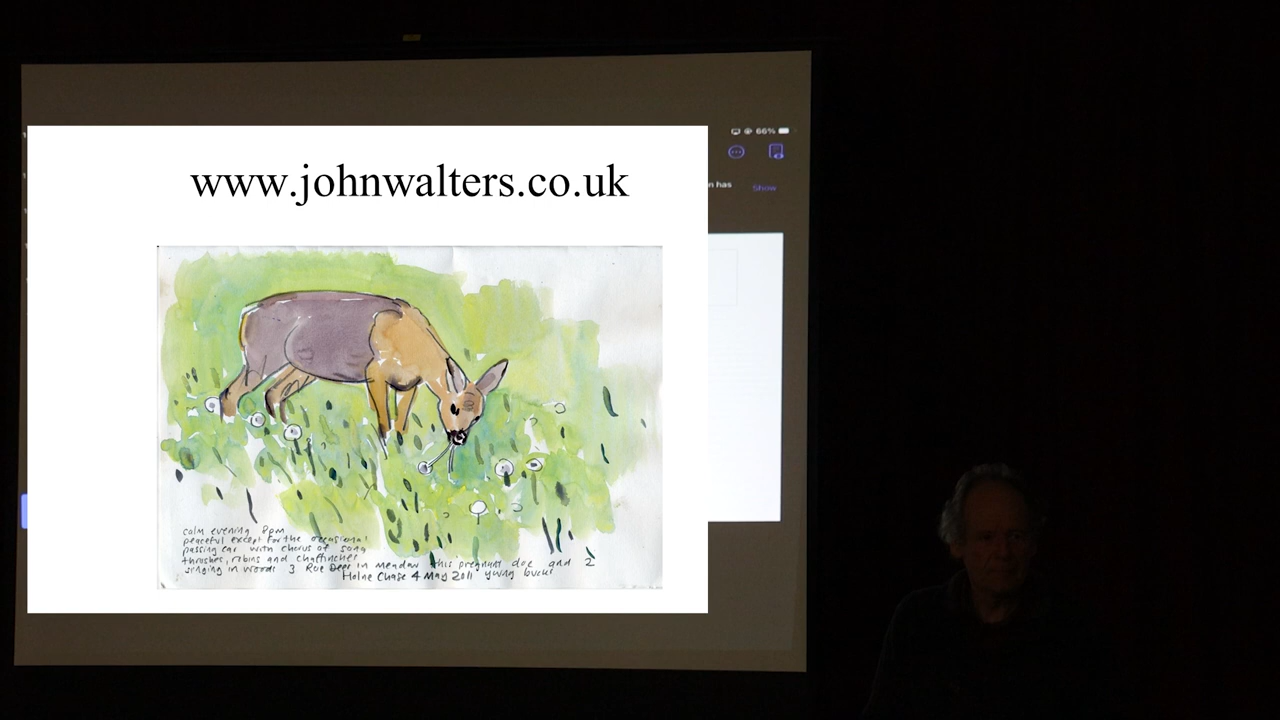 66%
www.johnwalters.co.uk
n has
Show
calm evening 8pm
peaceful except for the occasional
passing car with chorus of song
thrushes, robins and chaffinches
singing in woods 3 Roe Deer in meadow this pregnant doe and 2
Holne Chase 4 May 2011 young bucks